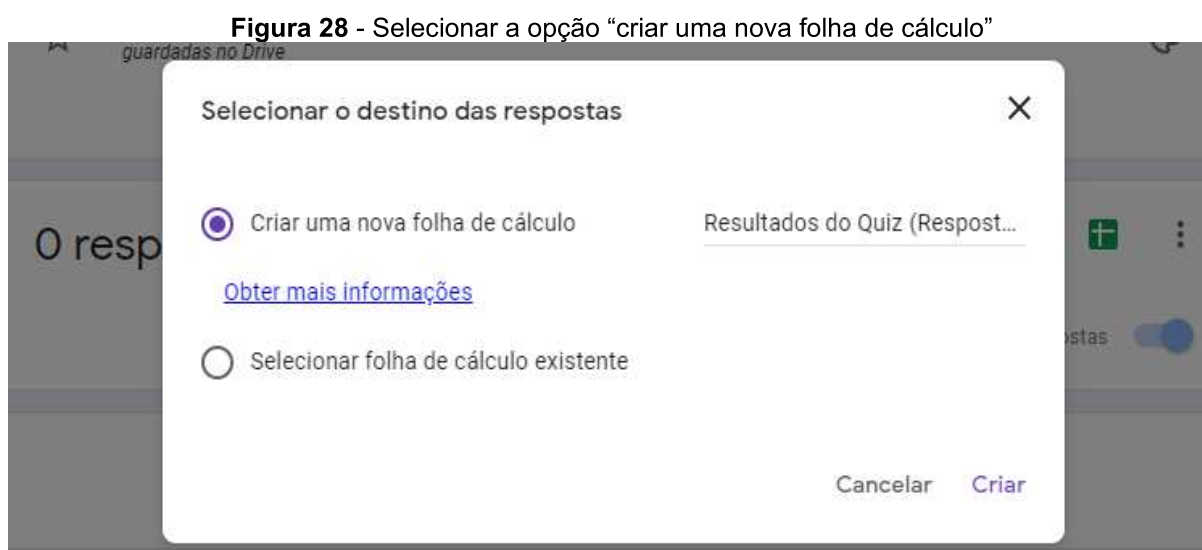 Figura 28 - Selecionar a opção “criar uma nova folha de cálculo”
guardadas no Drive
Selecionar o destino das respostas
Criar uma nova folha de cálculo
Resultados do Quiz (Respost...
0 resp
Obter mais informações
ostas
Selecionar folha de cálculo existente
Cancelar Criar